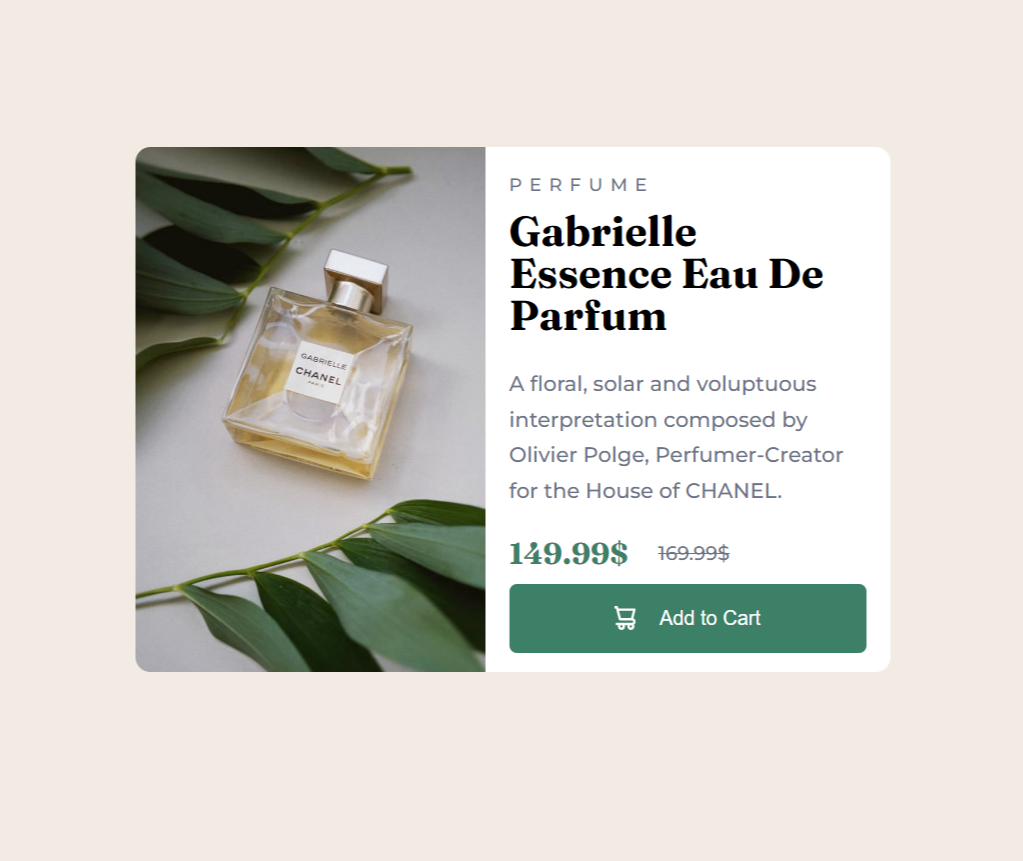 PERFUME
Gabrielle
Essence Eau De
Parfum
A floral, solar and voluptuous
interpretation composed by
Olivier Polge, Perfumer-Creator
for the House of CHANEL.
149.99$ 169.99$
Add to Cart
GABRIELLE
CHANEL
PARIS